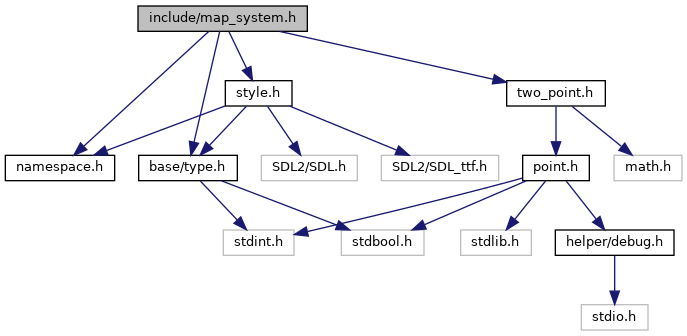 include/map_system.h
style.h
two_point.h
namespace.h
base/type.h
SDL2/SDL.h
SDL2/SDL_ttf.h
point.h
math.h
stdint.h
stdbool.h
stdlib.h
helper/debug.h
stdio.h